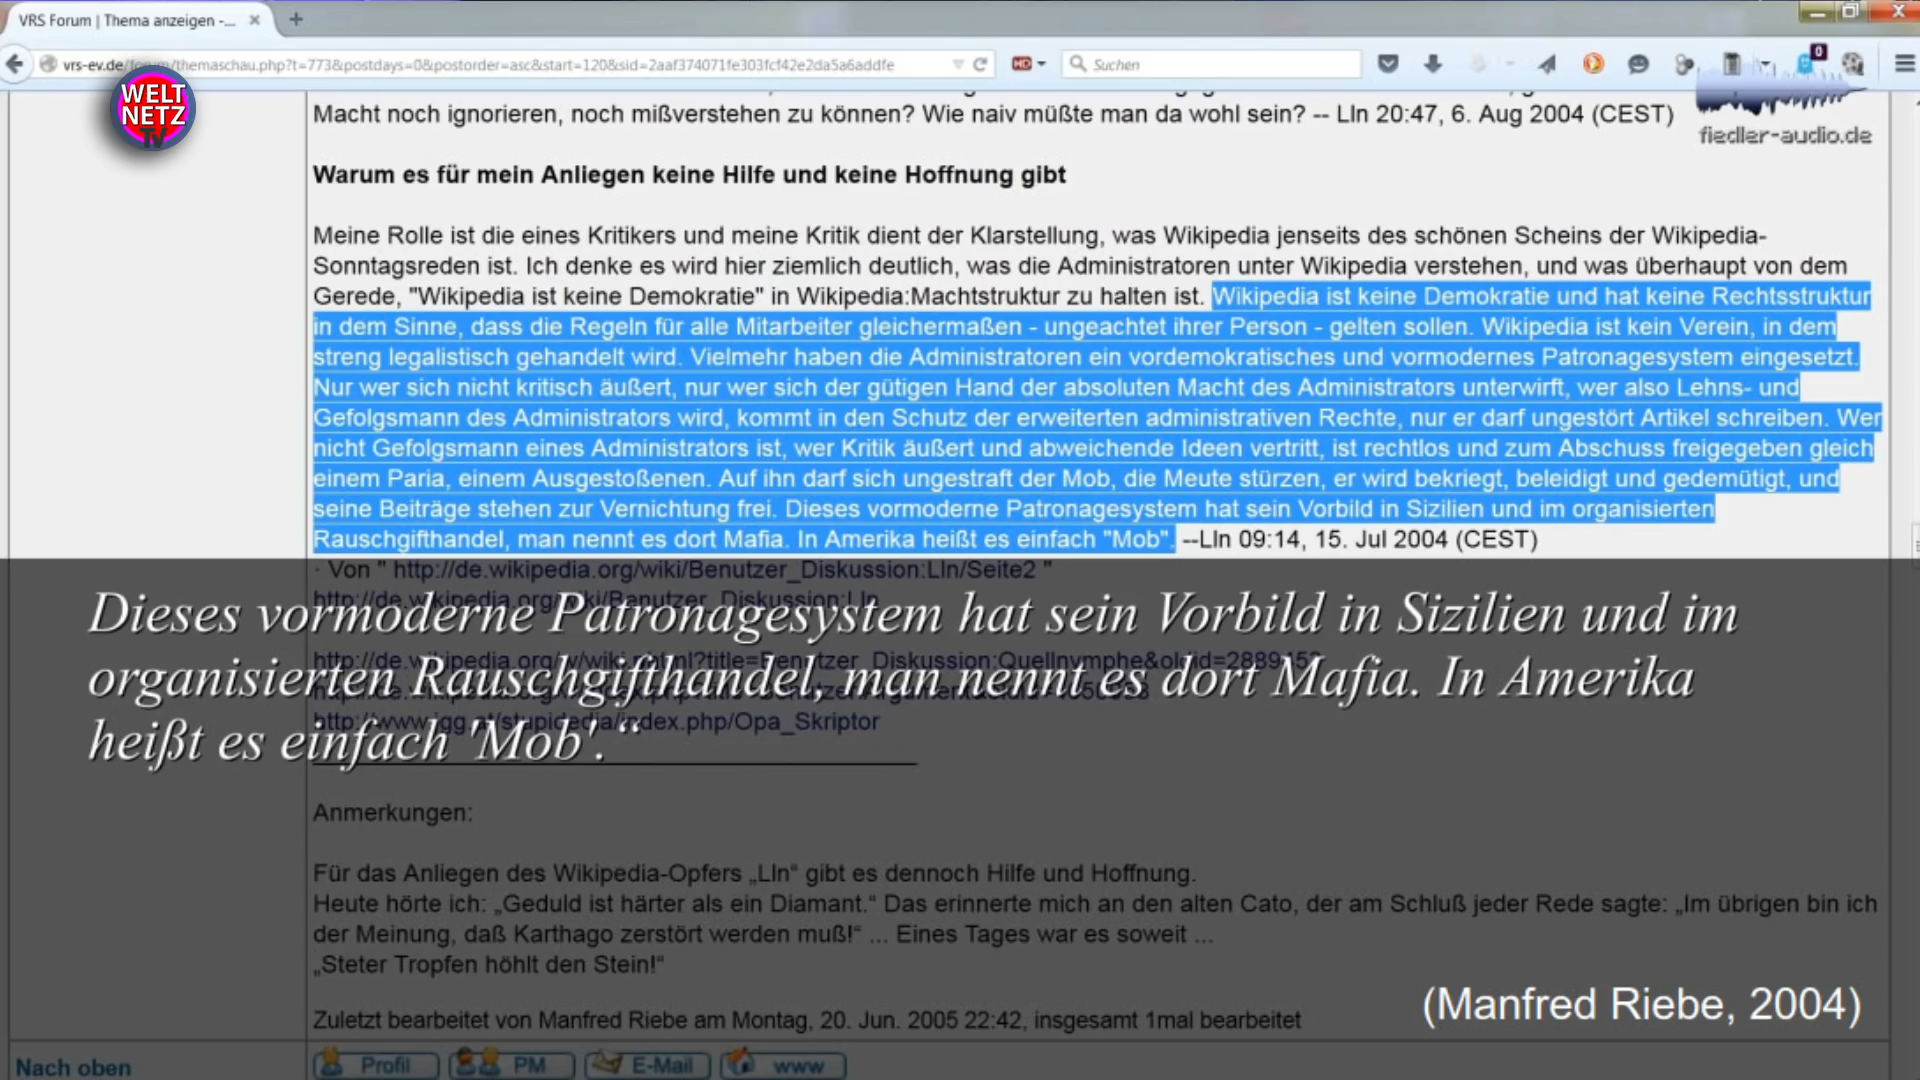 VRS Forum | Thema anzeigen -...
vrs-ev.de/forum/themaschau.php?t=773&postdays=0&postorder=asc&start=120&sid=2aaf374071fe303fcf42e2da5a6addfe
HD
Suchen
0
WELT
NETZ
TV
fiedler-audio.de
Macht noch ignorieren, noch mißverstehen zu können? Wie naiv müßte man da wohl sein? -- Lln 20:47, 6. Aug 2004 (CEST)
Warum es für mein Anliegen keine Hilfe und keine Hoffnung gibt
Meine Rolle ist die eines Kritikers und meine Kritik dient der Klarstellung, was Wikipedia jenseits des schönen Scheins der Wikipedia-
Sonntagsreden ist. Ich denke es wird hier ziemlich deutlich, was die Administratoren unter Wikipedia verstehen, und was überhaupt von dem
Gerede, "Wikipedia ist keine Demokratie" in Wikipedia:Machtstruktur zu halten ist. Wikipedia ist keine Demokratie und hat keine Rechtsstruktur
in dem Sinne, dass die Regeln für alle Mitarbeiter gleichermaßen - ungeachtet ihrer Person - gelten sollen. Wikipedia ist kein Verein, in dem
streng legalistisch gehandelt wird. Vielmehr haben die Administratoren ein vordemokratisches und vormodernes Patronagesystem eingesetzt.
Nur wer sich nicht kritisch äußert, nur wer sich der gütigen Hand der absoluten Macht des Administrators unterwirft, wer also Lehns- und
Gefolgsmann des Administrators wird, kommt in den Schutz der erweiterten administrativen Rechte, nur er darf ungestört Artikel schreiben. Wer
nicht Gefolgsmann eines Administrators ist, wer Kritik äußert und abweichende Ideen vertritt, ist rechtlos und zum Abschuss freigegeben gleich
einem Paria, einem Ausgestoßenen. Auf ihn darf sich ungestraft der Mob, die Meute stürzen, er wird bekriegt, beleidigt und gedemütigt, und
seine Beiträge stehen zur Vernichtung frei. Dieses vormoderne Patronagesystem hat sein Vorbild in Sizilien und im organisierten
Rauschgifthandel, man nennt es dort Mafia. In Amerika heißt es einfach "Mob". --Lln 09:14, 15. Jul 2004 (CEST)
· Von " http://de.wikipedia.org/wiki/Benutzer_Diskussion:Lln/Seite2 "
http://de.wikipedia.org/wiki/Benutzer_Diskussion:Lln
Dieses vormoderne Patronagesystem hat sein Vorbild in Sizilien und im
organisierten Rauschgifthandel, man nennt es dort Mafia. In Amerika
heißt es einfach 'Mob'.“
http://www.igg.at/stupidedia/index.php/Opa_Skriptor
Anmerkungen:
Für das Anliegen des Wikipedia-Opfers „Lln“ gibt es dennoch Hilfe und Hoffnung.
Heute hörte ich: „Geduld ist härter als ein Diamant.“ Das erinnerte mich an den alten Cato, der am Schluß jeder Rede sagte: „Im übrigen bin ich
der Meinung, daß Karthago zerstört werden muß!“ ... Eines Tages war es soweit ...
„Steter Tropfen höhlt den Stein!“
(Manfred Riebe, 2004)
Zuletzt bearbeitet von Manfred Riebe am Montag, 20. Jun. 2005 22:42, insgesamt 1mal bearbeitet
Nach oben
Profil
PM
E-Mail
www